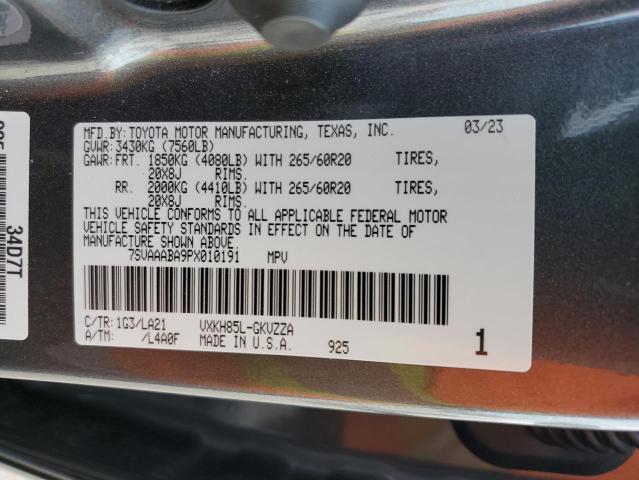 MFD.BY:TOYOTA MOTOR MANUFACTURING, TEXAS, INC. 03/23
GVWR:3430KG (7560LB)
GAWR:FRT. 1850KG (4080LB) WITH 265/60R20 TIRES,
20X8J RIMS.
RR. 2000KG (4410LB) WITH 265/60R20 TIRES,
20X8J RIMS.
THIS VEHICLE CONFORMS TO ALL APPLICABLE FEDERAL MOTOR
VEHICLE SAFETY STANDARDS IN EFFECT ON THE DATE OF
MANUFACTURE SHOWN ABOVE.
7SVAAABA9PX010191 MPV
C/TR:1G3/LA21 VXKH85L-GKVZZA
A/TM: /L4A0F MADE IN U.S.A. 925 1
34D7T